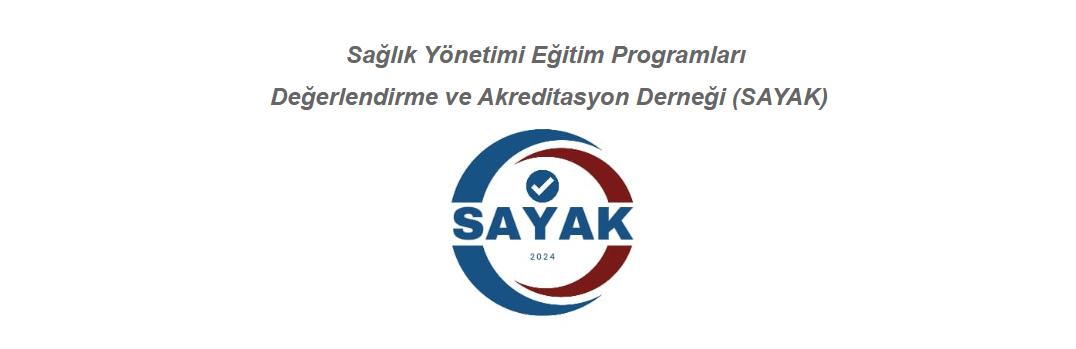 Sağlık Yönetimi Eğitim Programları
Değerlendirme ve Akreditasyon Derneği (SAYAK)
SAYAK
2024